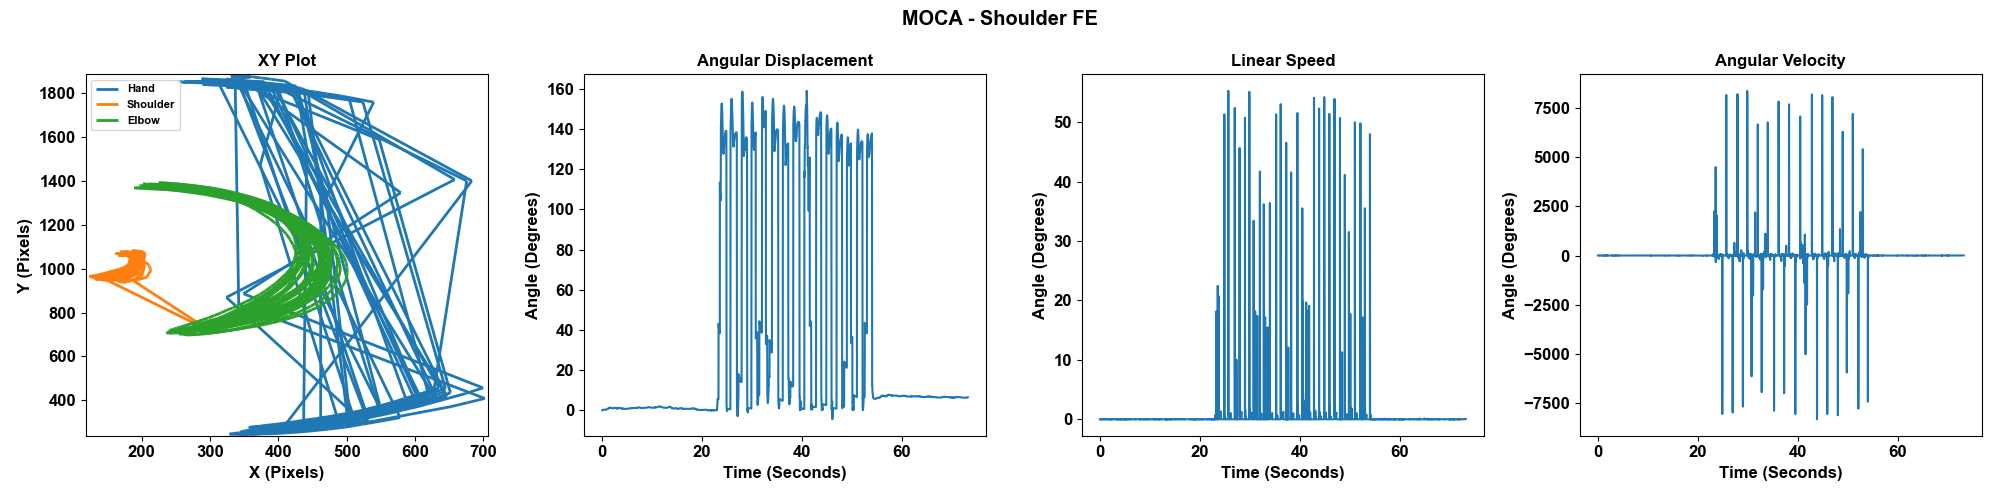 MOCA - Shoulder FE
XY Plot
Hand
Shoulder
Elbow
Y (Pixels)
1800
1600
1400
1200
1000
800
600
400
200 300 400 500 600 700
X (Pixels)
Angular Displacement
Angle (Degrees)
160
140
120
100
80
60
40
20
0
0 20 40 60
Time (Seconds)
Linear Speed
Angle (Degrees)
50
40
30
20
10
0
0 20 40 60
Time (Seconds)
Angular Velocity
Angle (Degrees)
7500
5000
2500
0
−2500
−5000
−7500
0 20 40 60
Time (Seconds)